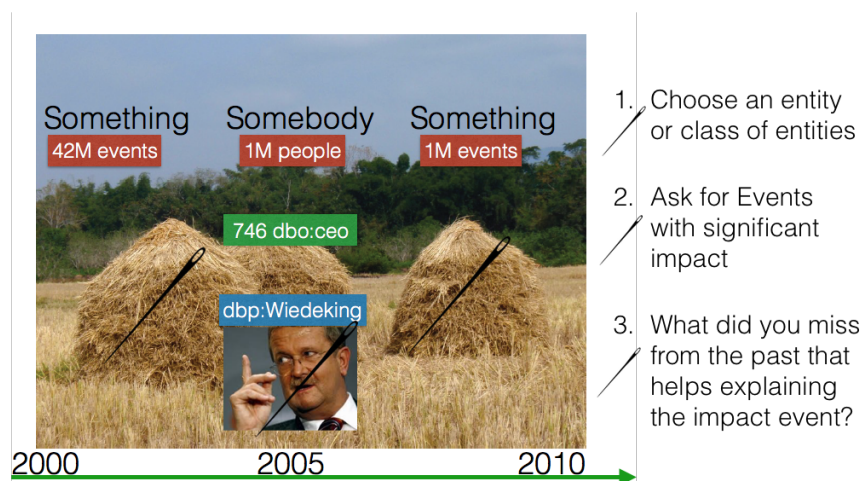 Something
42M events
Somebody
1M people
Something
1M events
746 dbo:ceo
dbp:Wiedeking
2000
2005
2010
1. Choose an entity
or class of entities
2. Ask for Events
with significant
impact
3. What did you miss
from the past that
helps explaining
the impact event?